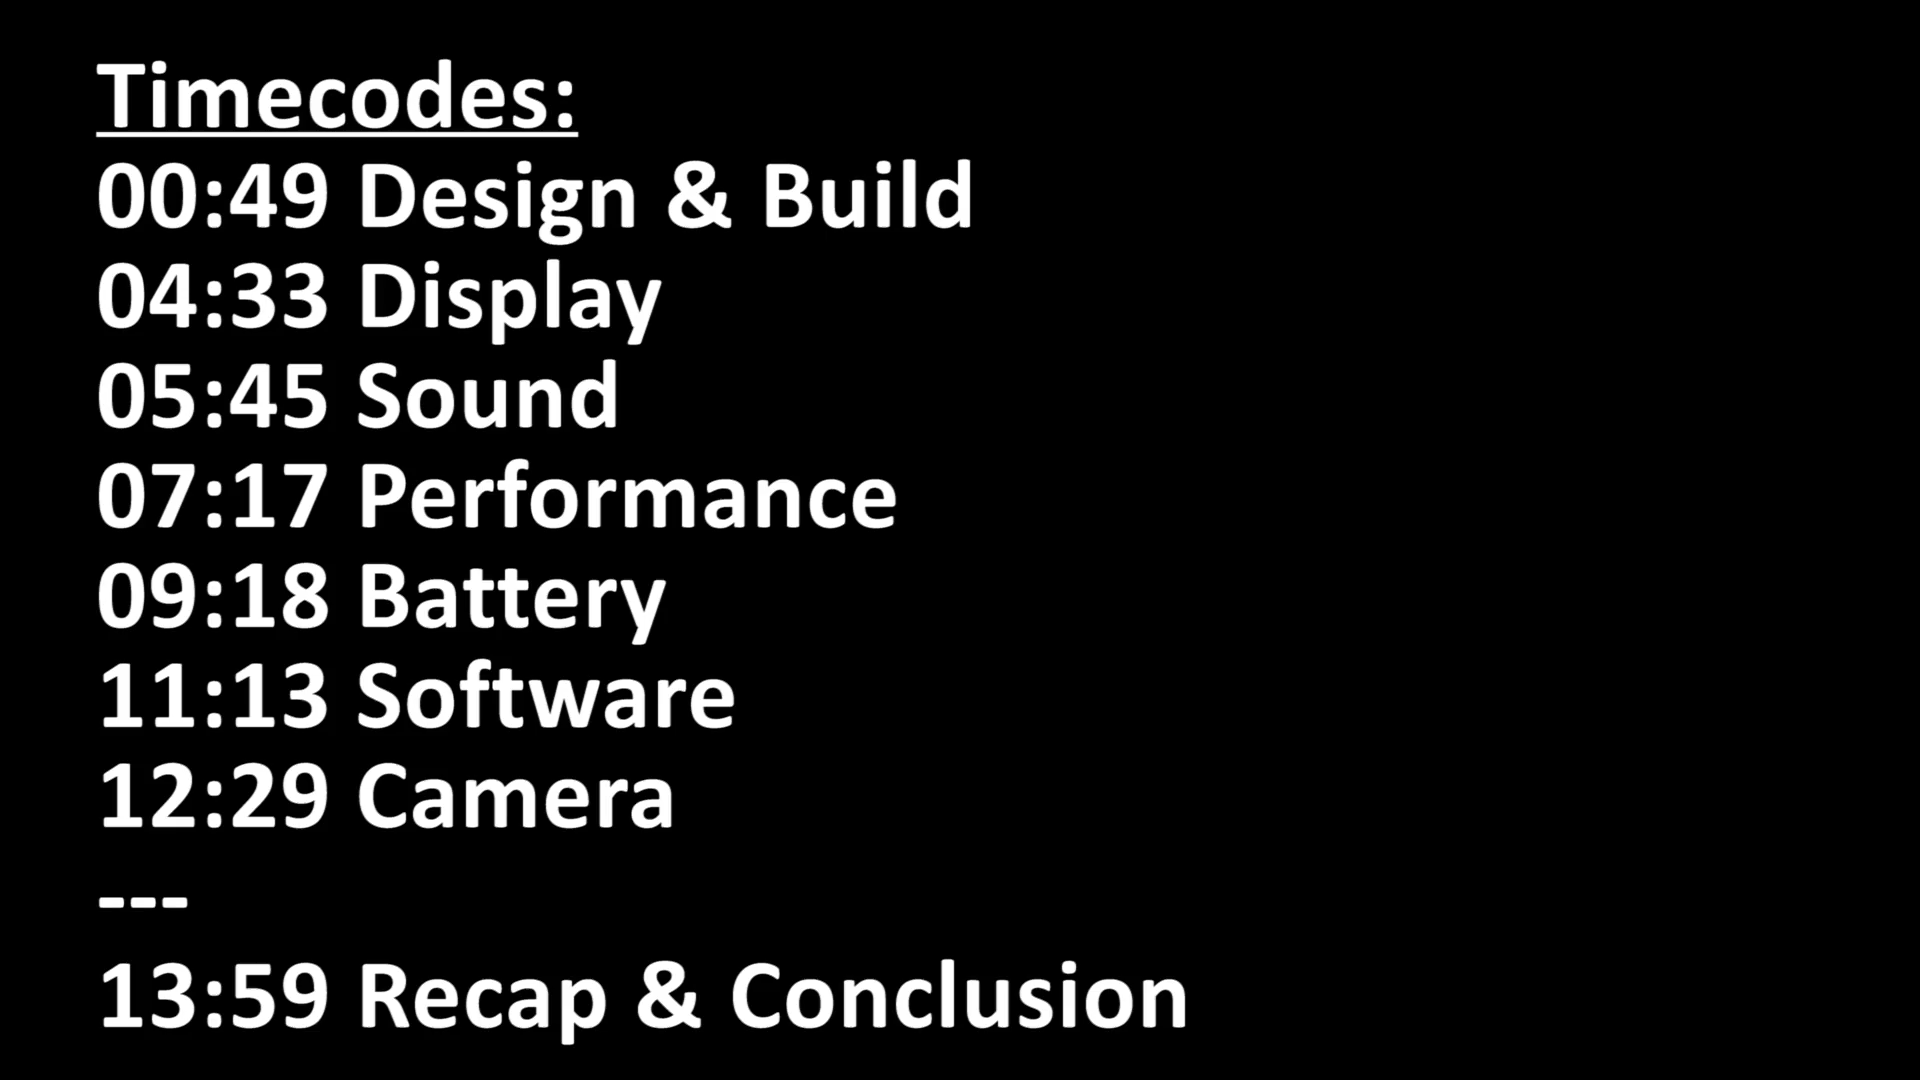 Timecodes:
00:49 Design & Build
04:33 Display
05:45 Sound
07:17 Performance
09:18 Battery
11:13 Software
12:29 Camera
---
13:59 Recap & Conclusion